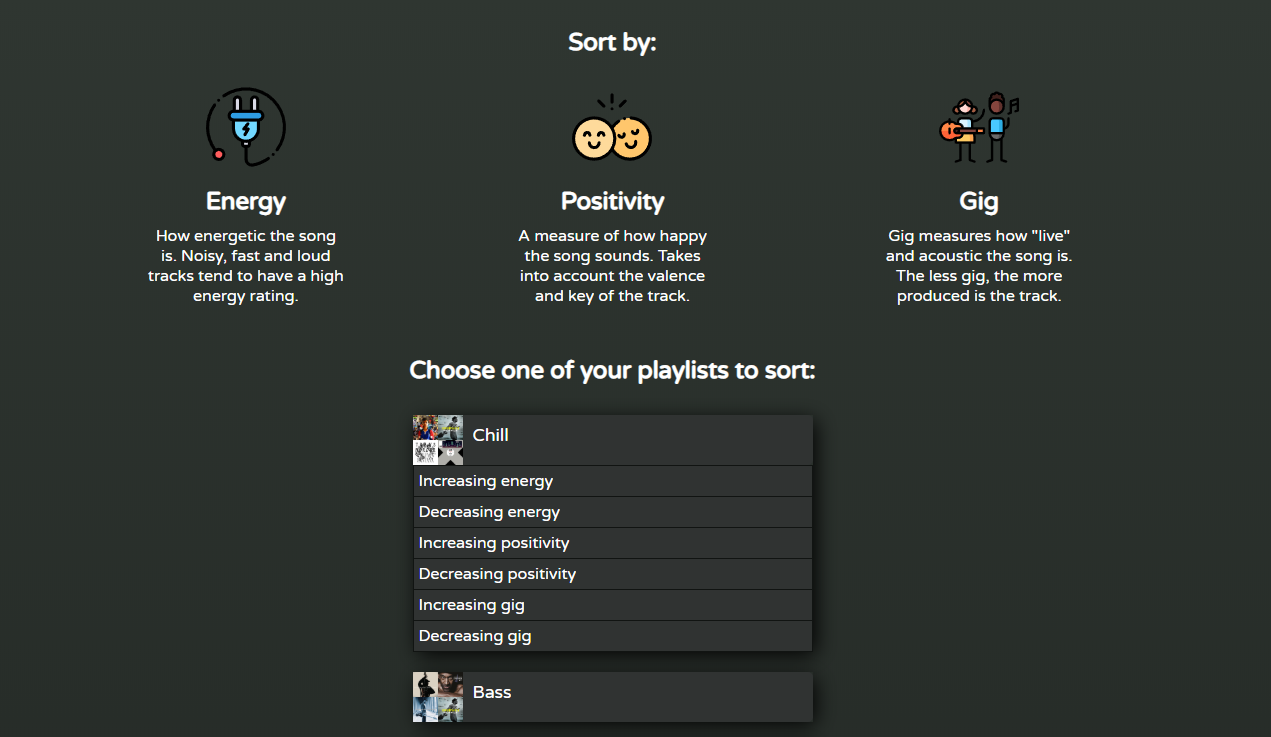 Sort by:
Energy
How energetic the song
is. Noisy, fast and loud
tracks tend to have a high
energy rating.
Positivity
A measure of how happy
the song sounds. Takes
into account the valence
and key of the track.
Gig
Gig measures how "live"
and acoustic the song is.
The less gig, the more
produced is the track.
Choose one of your playlists to sort:
Chill
Increasing energy
Decreasing energy
Increasing positivity
Decreasing positivity
Increasing gig
Decreasing gig
Bass